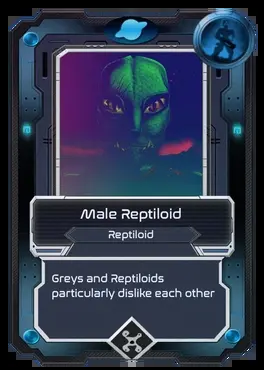 Male Reptiloid
Reptiloid
Greys and Reptiloids
particularly dislike each other